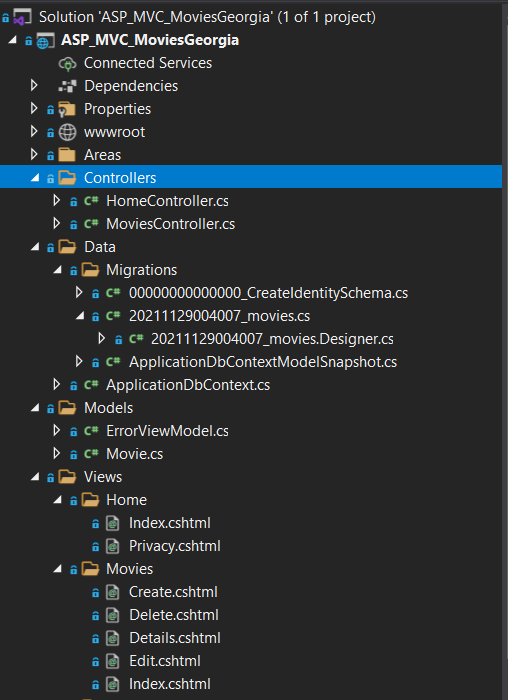 Solution 'ASP_MVC_MoviesGeorgia' (1 of 1 project)
ASP_MVC_MoviesGeorgia
Connected Services
Dependencies
Properties
wwwroot
Areas
Controllers
C# HomeController.cs
C# MoviesController.cs
Data
Migrations
C# 00000000000000_CreateIdentitySchema.cs
C# 20211129004007_movies.cs
C# 20211129004007_movies.Designer.cs
C# ApplicationDbContextModelSnapshot.cs
C# ApplicationDbContext.cs
Models
C# ErrorViewModel.cs
C# Movie.cs
Views
Home
Index.cshtml
Privacy.cshtml
Movies
Create.cshtml
Delete.cshtml
Details.cshtml
Edit.cshtml
Index.cshtml